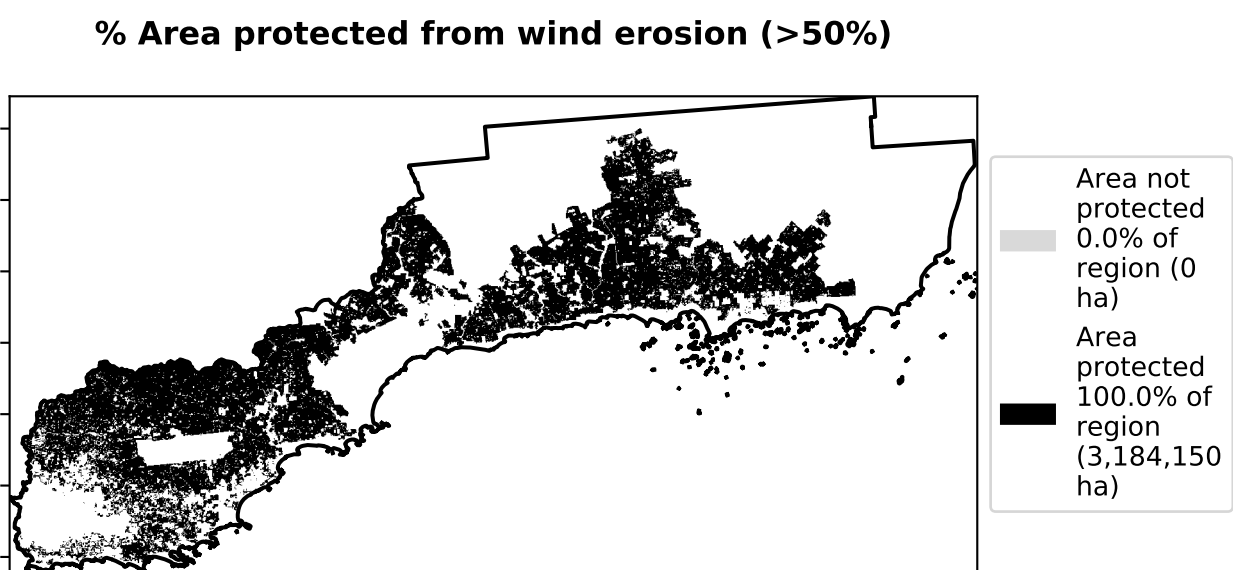 % Area protected from wind erosion (>50%)
Area not
protected
0.0% of
region (0
ha)
Area
protected
100.0% of
region
(3,184,150
ha)